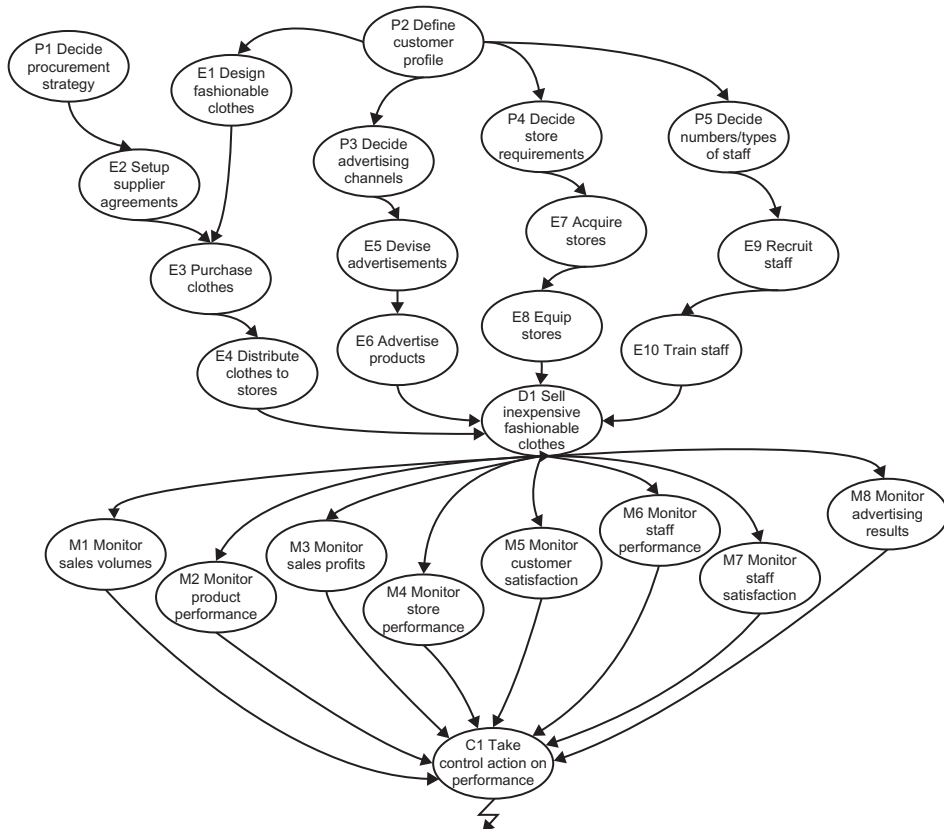 P2 Define
customer
profile
P1 Decide
procurement
strategy
E1 Design
fashionable
clothes
P3 Decide
advertising
channels
P4 Decide
store
requirements
P5 Decide
numbers/types
of staff
E2 Setup
supplier
agreements
E7 Acquire
stores
E5 Devise
advertisements
E9 Recruit
staff
E3 Purchase
clothes
E8 Equip
stores
E6 Advertise
products
E10 Train staff
E4 Distribute
clothes to
stores
D1 Sell
inexpensive
fashionable
clothes
M1 Monitor
sales volumes
M2 Monitor
product
performance
M3 Monitor
sales profits
M4 Monitor
store
performance
M5 Monitor
customer
satisfaction
M6 Monitor
staff
performance
M7 Monitor
staff
satisfaction
M8 Monitor
advertising
results
C1 Take
control action on
performance